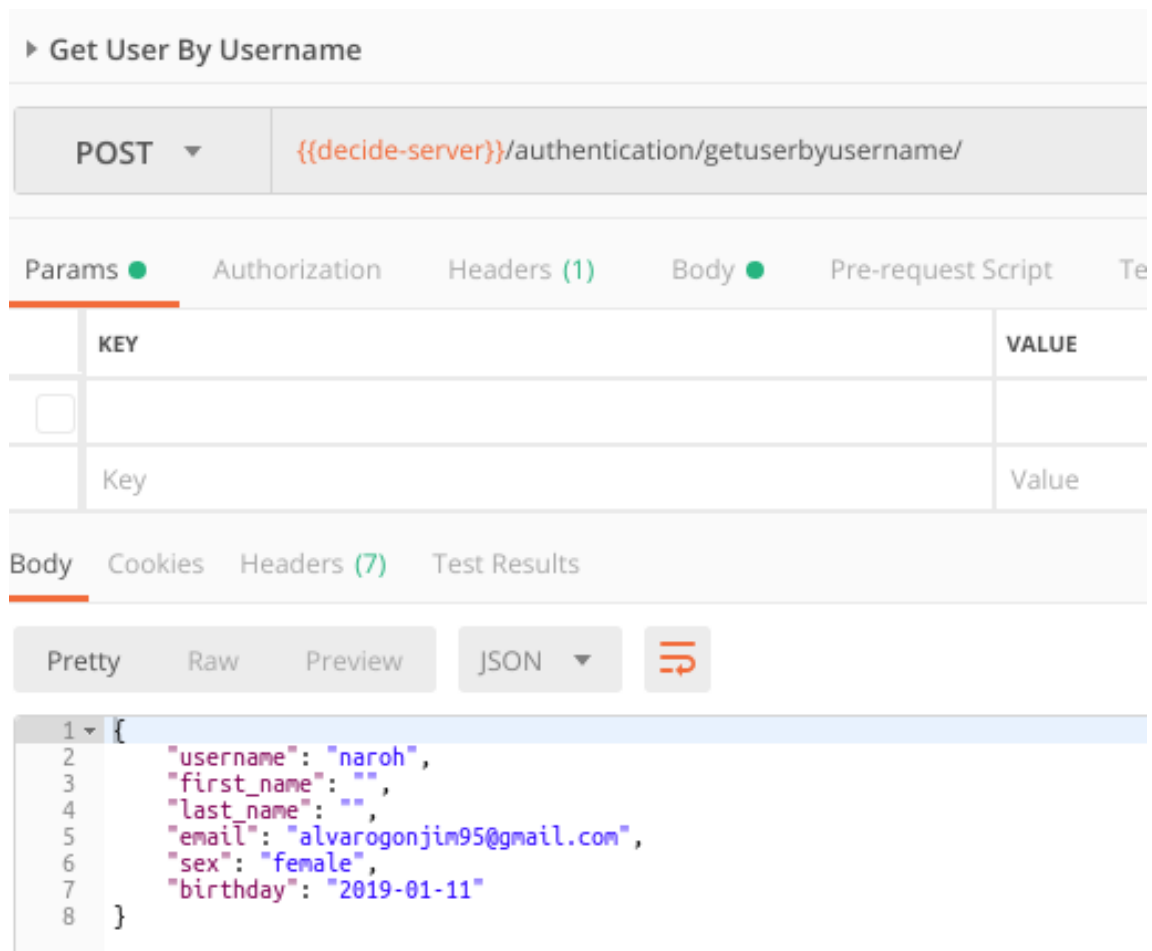 Get User By Username
POST {{decide-server}}/authentication/getuserbyusername/
Params Authorization Headers (1) Body Pre-request Script Te
KEY VALUE
Key Value
Body Cookies Headers (7) Test Results
Pretty Raw Preview JSON
1 {
2 "username": "naroh",
3 "first_name": "",
4 "last_name": "",
5 "email": "alvarogonjim95@gmail.com",
6 "sex": "female",
7 "birthday": "2019-01-11"
8 }